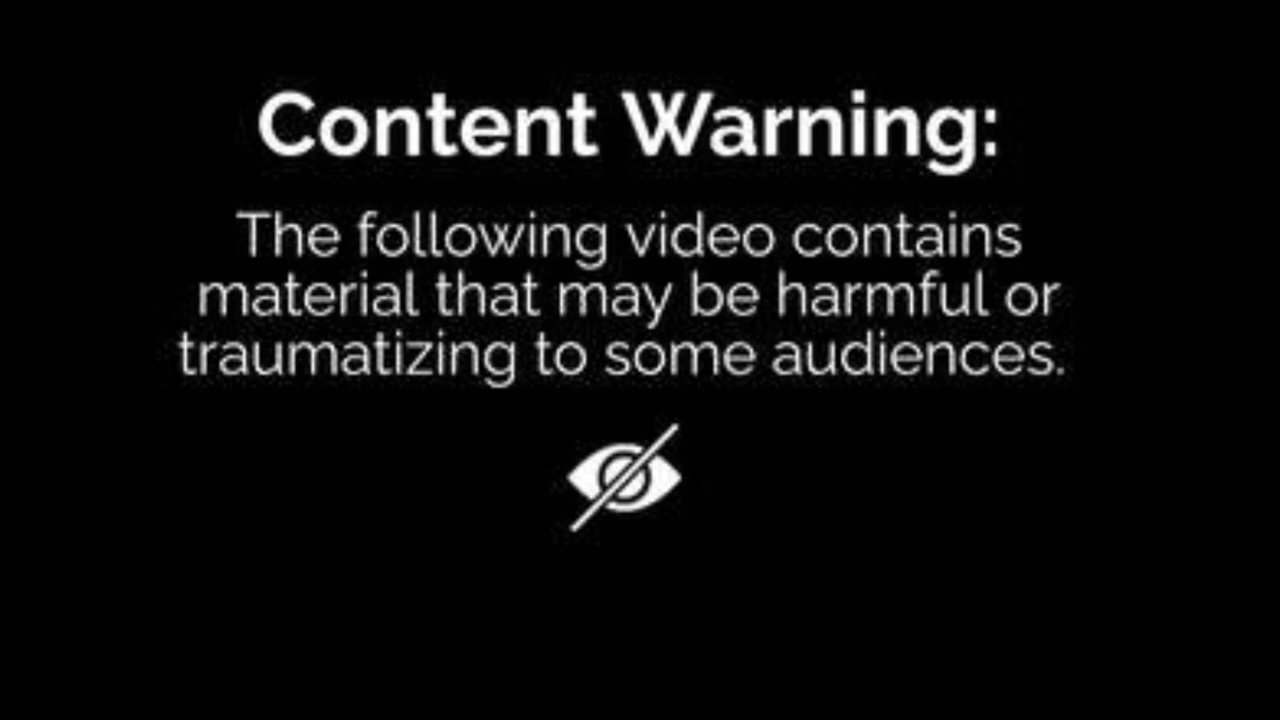 Content Warning:
The following video contains
material that may be harmful or
traumatizing to some audiences.